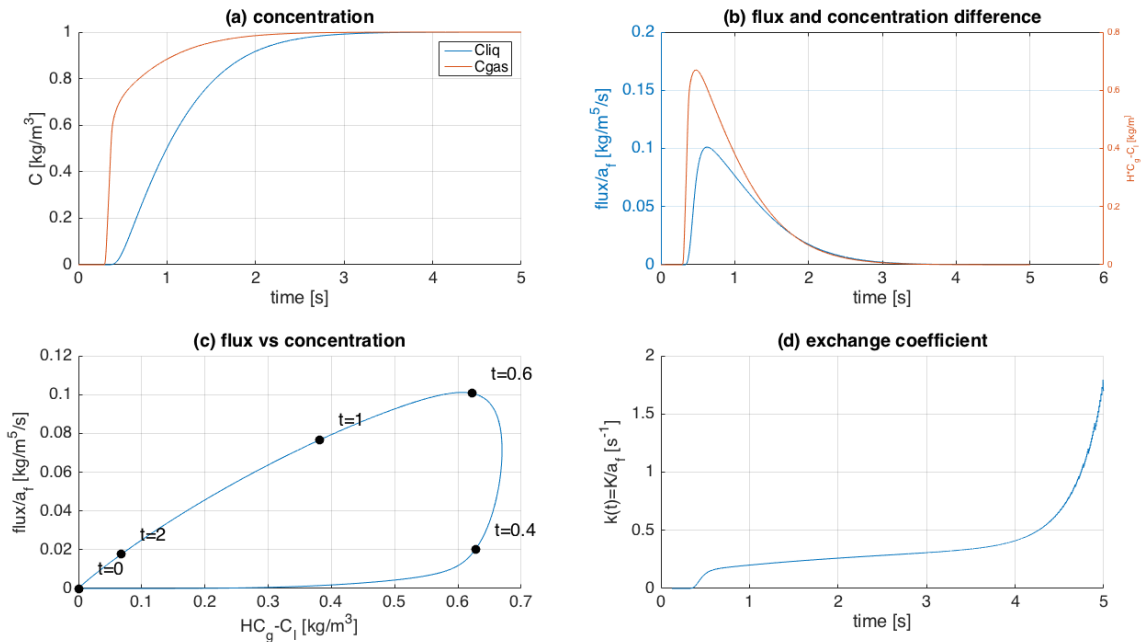 (a) concentration
1
0.8
0.6
0.4
0.2
0
C [kg/m³]
Cliq
Cgas
0 1 2 3 4 5
time [s]
(b) flux and concentration difference
0.2
0.15
0.1
0.05
0
flux/a_f [kg/m⁵/s]
0.8
0.6
0.4
0.2
0
0 1 2 3 4 5 6
time [s]
(c) flux vs concentration
0.12
0.1
0.08
0.06
0.04
0.02
0
flux/a_f [kg/m⁵/s]
t=0.6
t=1
t=0.4
t=2
t=0
0 0.1 0.2 0.3 0.4 0.5 0.6 0.7
HC_g-C_l [kg/m³]
(d) exchange coefficient
2
1.5
1
0.5
0
k(t)=K/a_f [s⁻¹]
0 1 2 3 4 5
time [s]